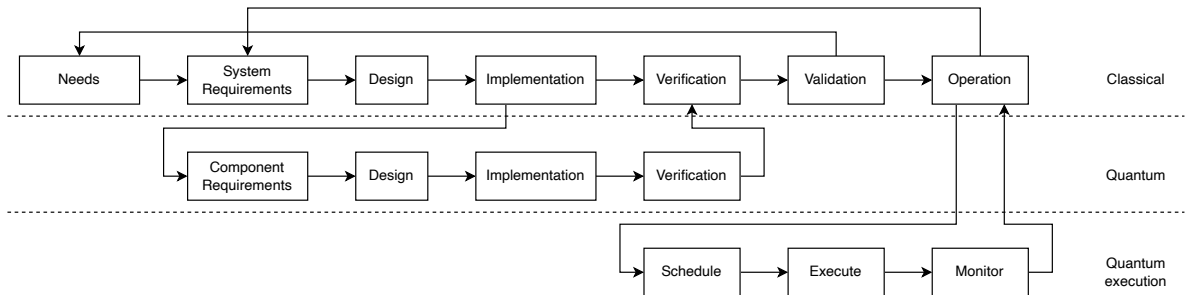 Needs
System
Requirements
Design
Implementation
Verification
Validation
Operation
Classical
Component
Requirements
Design
Implementation
Verification
Quantum
Schedule
Execute
Monitor
Quantum
execution